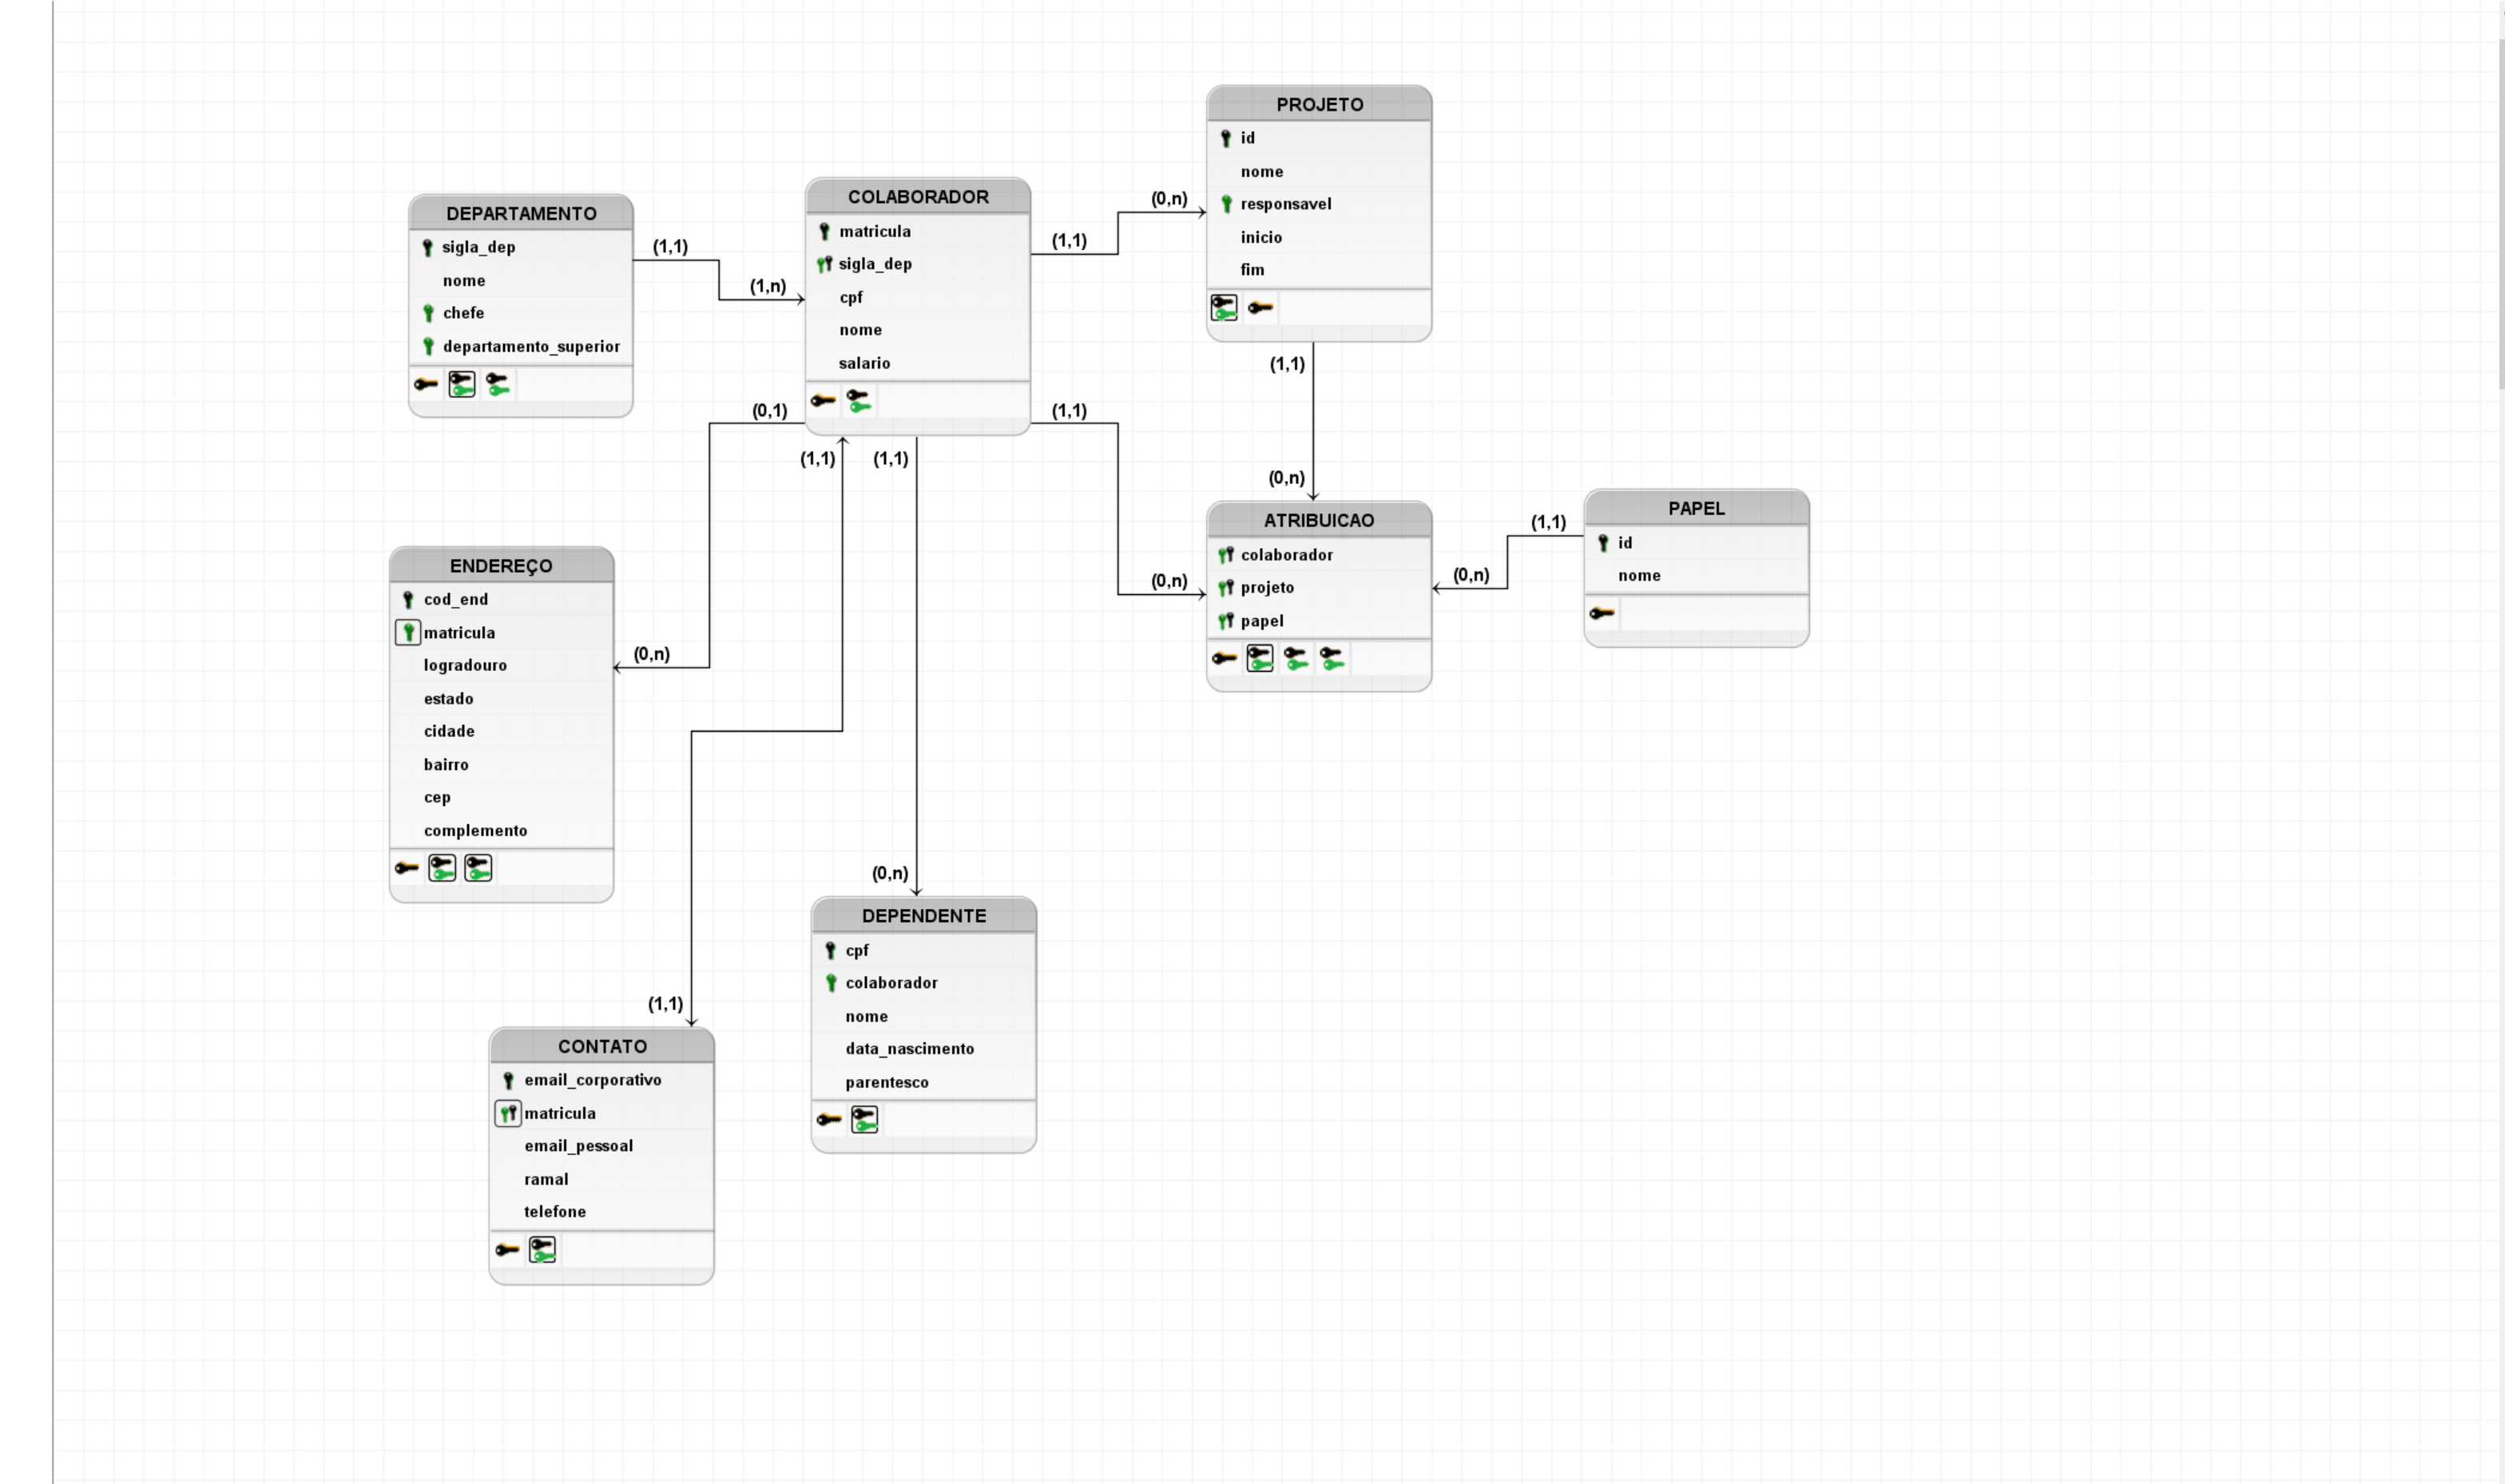 PROJETO
id
nome
responsavel
inicio
fim
DEPARTAMENTO
sigla_dep
nome
chefe
departamento_superior
(1,1)
(1,n)
COLABORADOR
matricula
sigla_dep
cpf
nome
salario
(1,1)
(0,n)
(0,1)
(1,1)
(1,1)
(1,1)
(0,n)
(1,1)
(0,n)
ATRIBUICAO
colaborador
projeto
papel
(0,n)
(1,1)
PAPEL
id
nome
ENDEREÇO
cod_end
matricula
logradouro
estado
cidade
bairro
cep
complemento
(0,n)
(0,n)
DEPENDENTE
cpf
colaborador
nome
data_nascimento
parentesco
(1,1)
CONTATO
email_corporativo
matricula
email_pessoal
ramal
telefone